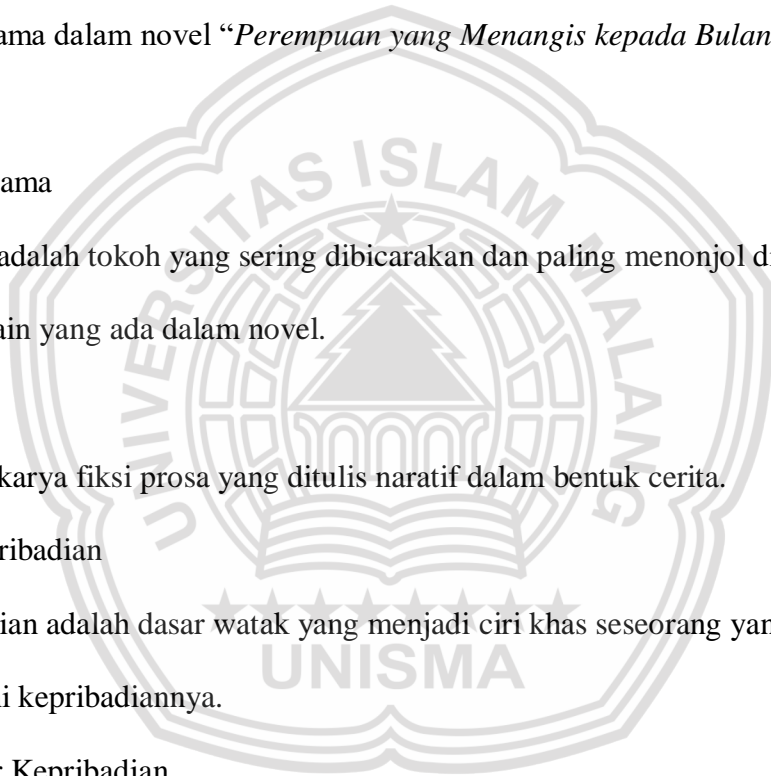 ama dalam novel “Perempuan yang Menangis kepada Bulan
ama
adalah tokoh yang sering dibicarakan dan paling menonjol di
ain yang ada dalam novel.
karya fiksi prosa yang ditulis naratif dalam bentuk cerita.
ribadian
ian adalah dasar watak yang menjadi ciri khas seseorang yan
i kepribadiannya.
r Kepribadian
UNIVERSITAS ISLAM MALANG
UNISMA